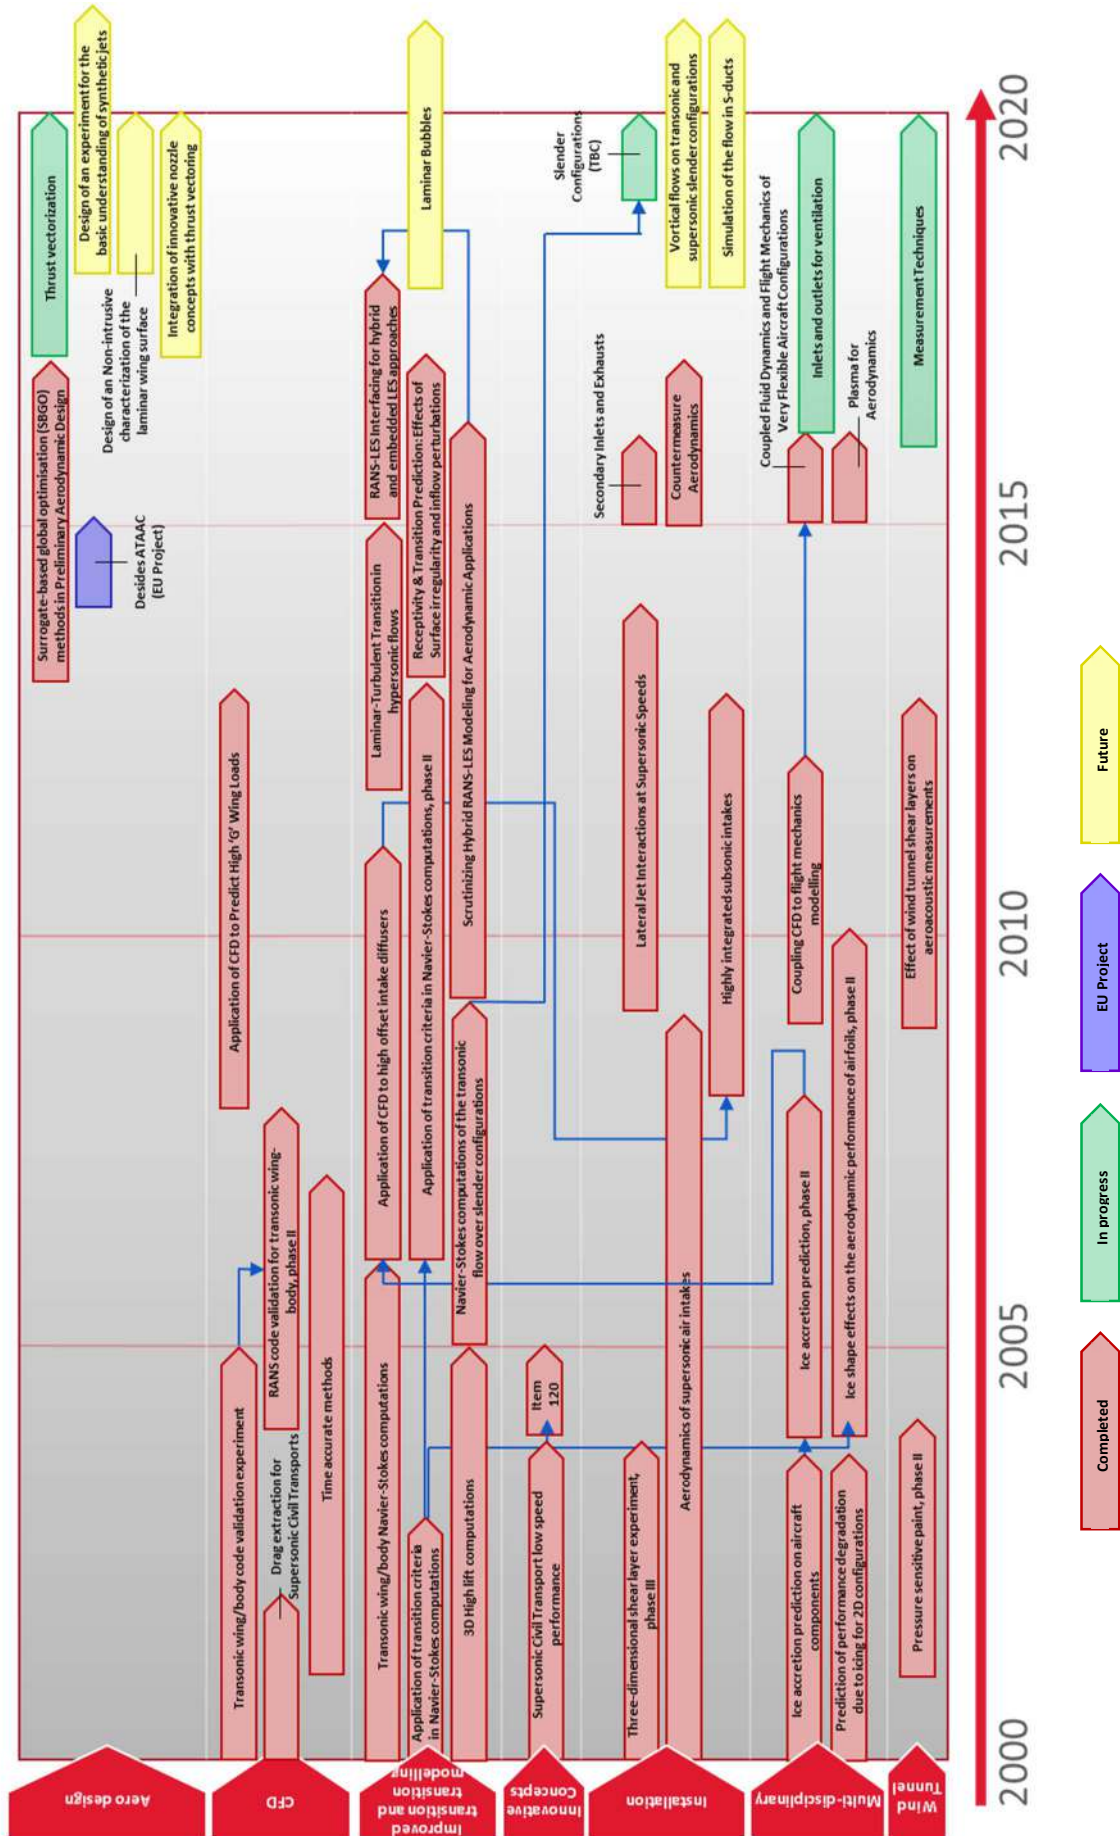 Aero design
Surrogate-based global optimisation (SBGO)
methods in Preliminary Aerodynamic Design
Thrust vectorization
Desides ATAAC
(EU Project)
Design of an experiment for the
basic understanding of synthetic jets
Design of an Non-intrusive
characterization of the
laminar wing surface
Integration of innovative nozzle
concepts with thrust vectoring
CFD
Transonic wing/body code validation experiment
Application of CFD to Predict High 'G' Wing Loads
Drag extraction for
Supersonic Civil Transports
RANS code validation for transonic wing-
body, phase II
Time accurate methods
Improved
transition and
transition
modelling
Transonic wing/body Navier-Stokes computations
Application of CFD to high offset intake diffusers
Laminar-Turbulent Transition in
hypersonic flows
RANS-LES Interfacing for hybrid
and embedded LES approaches
Application of transition criteria
in Navier-Stokes computations
Application of transition criteria in Navier-Stokes computations, phase II
Receptivity & Transition Prediction: Effects of
Surface irregularity and inflow perturbations
Laminar Bubbles
3D High lift computations
Navier-Stokes computations of the transonic
flow over slender configurations
Scrutinizing Hybrid RANS-LES Modeling for Aerodynamic Applications
Innovative
Concepts
Supersonic Civil Transport low speed
performance
Item
120
Installation
Three-dimensional shear layer experiment,
phase III
Lateral Jet Interactions at Supersonic Speeds
Secondary Inlets and Exhausts
Slender
Configurations
(TBC)
Aerodynamics of supersonic air intakes
Countermeasure
Aerodynamics
Vortical flows on transonic and
supersonic slender configurations
Highly integrated subsonic intakes
Simulation of the flow in S-ducts
Multi-disciplinary
Ice accretion prediction on aircraft
components
Ice accretion prediction, phase II
Coupling CFD to flight mechanics
modelling
Coupled Fluid Dynamics and Flight Mechanics of
Very Flexible Aircraft Configurations
Inlets and outlets for ventilation
Prediction of performance degradation
due to icing for 2D configurations
Ice shape effects on the aerodynamic performance of airfoils, phase II
Plasma for
Aerodynamics
Wind
Tunnel
Pressure sensitive paint, phase II
Effect of wind tunnel shear layers on
aeroacoustic measurements
Measurement Techniques
2000
2005
2010
2015
2020
Completed
In progress
EU Project
Future